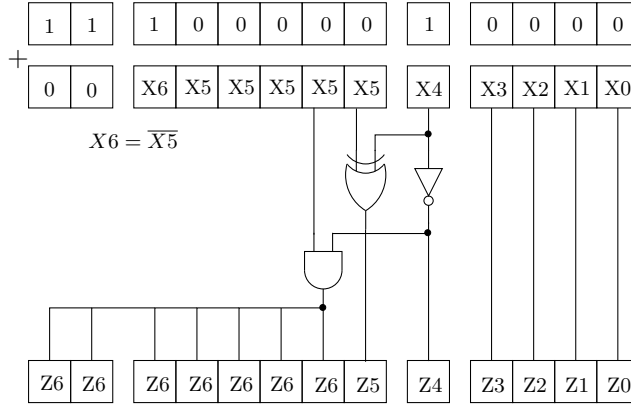 1 1 1 0 0 0 0 0 1 0 0 0 0
+
0 0 X6 X5 X5 X5 X5 X5 X4 X3 X2 X1 X0
X6 = \overline{X5}
Z6 Z6 Z6 Z6 Z6 Z6 Z6 Z5 Z4 Z3 Z2 Z1 Z0